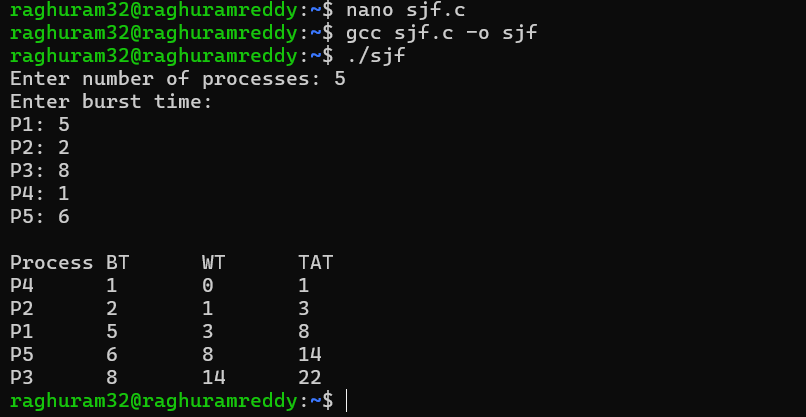 raghuram32@raghuramreddy:~$ nano sjf.c
raghuram32@raghuramreddy:~$ gcc sjf.c -o sjf
raghuram32@raghuramreddy:~$ ./sjf
Enter number of processes: 5
Enter burst time:
P1: 5
P2: 2
P3: 8
P4: 1
P5: 6

Process BT      WT      TAT
P4      1       0       1
P2      2       1       3
P1      5       3       8
P5      6       8       14
P3      8       14      22
raghuram32@raghuramreddy:~$